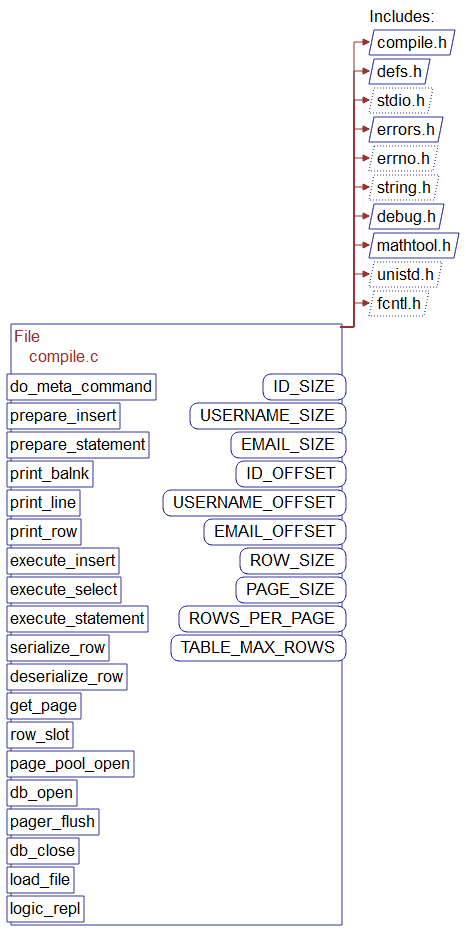 Includes:
compile.h
defs.h
stdio.h
errors.h
errno.h
string.h
debug.h
mathtool.h
unistd.h
fcntl.h
File
compile.c
do_meta_command
ID_SIZE
prepare_insert
USERNAME_SIZE
prepare_statement
EMAIL_SIZE
print_balnk
ID_OFFSET
print_line
USERNAME_OFFSET
print_row
EMAIL_OFFSET
execute_insert
ROW_SIZE
execute_select
PAGE_SIZE
execute_statement
ROWS_PER_PAGE
serialize_row
TABLE_MAX_ROWS
deserialize_row
get_page
row_slot
page_pool_open
db_open
pager_flush
db_close
load_file
logic_repl